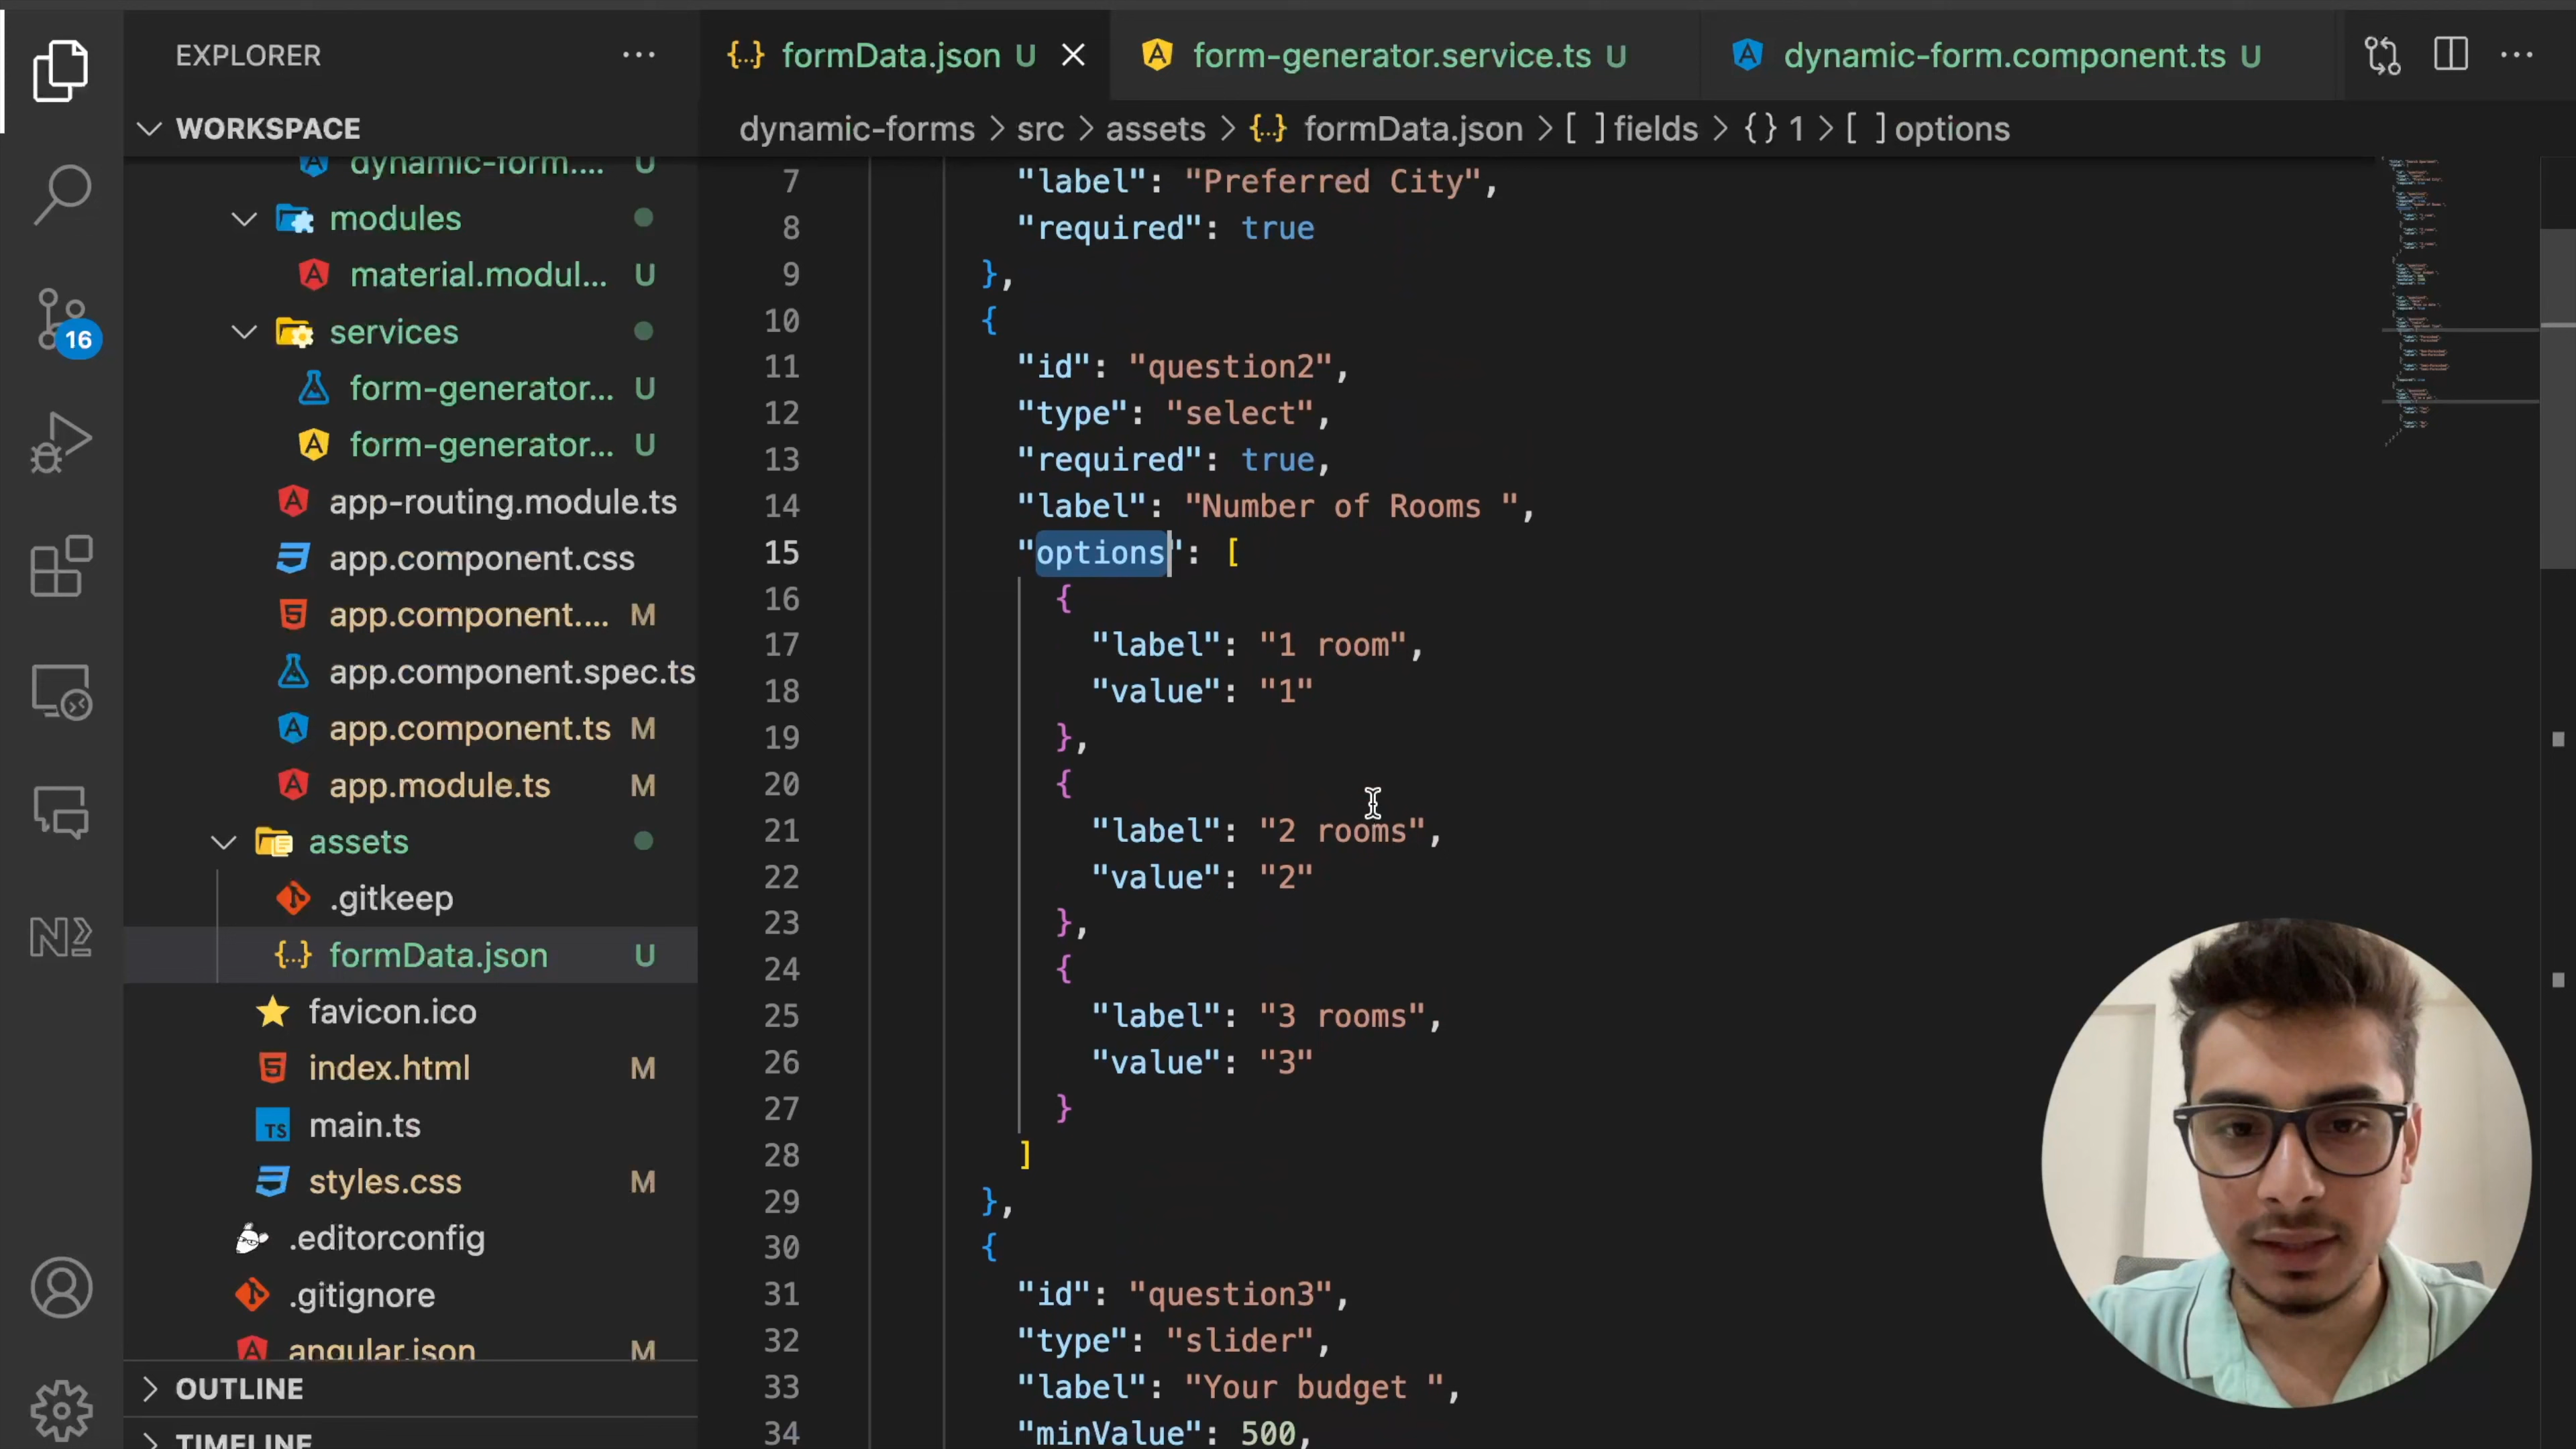 EXPLORER
formData.json U
form-generator.service.ts U
dynamic-form.component.ts U
WORKSPACE
dynamic-forms > src > assets > {..} formData.json > [ ] fields > {} 1 > [ ] options
dynamic-form.... U
modules
material.modul... U
services
form-generator... U
form-generator... U
app-routing.module.ts
app.component.css
app.component.... M
app.component.spec.ts
app.component.ts M
app.module.ts M
assets
.gitkeep
{..} formData.json U
favicon.ico
index.html M
TS main.ts
styles.css M
.editorconfig
.gitignore
angular.json M
OUTLINE
TIMELINE
16
7 "label": "Preferred City",
8 "required": true
9 },
10 {
11 "id": "question2",
12 "type": "select",
13 "required": true,
14 "label": "Number of Rooms ",
15 "options": [
16 {
17 "label": "1 room",
18 "value": "1"
19 },
20 {
21 "label": "2 rooms",
22 "value": "2"
23 },
24 {
25 "label": "3 rooms",
26 "value": "3"
27 }
28 ]
29 },
30 {
31 "id": "question3",
32 "type": "slider",
33 "label": "Your budget ",
34 "minValue": 500,